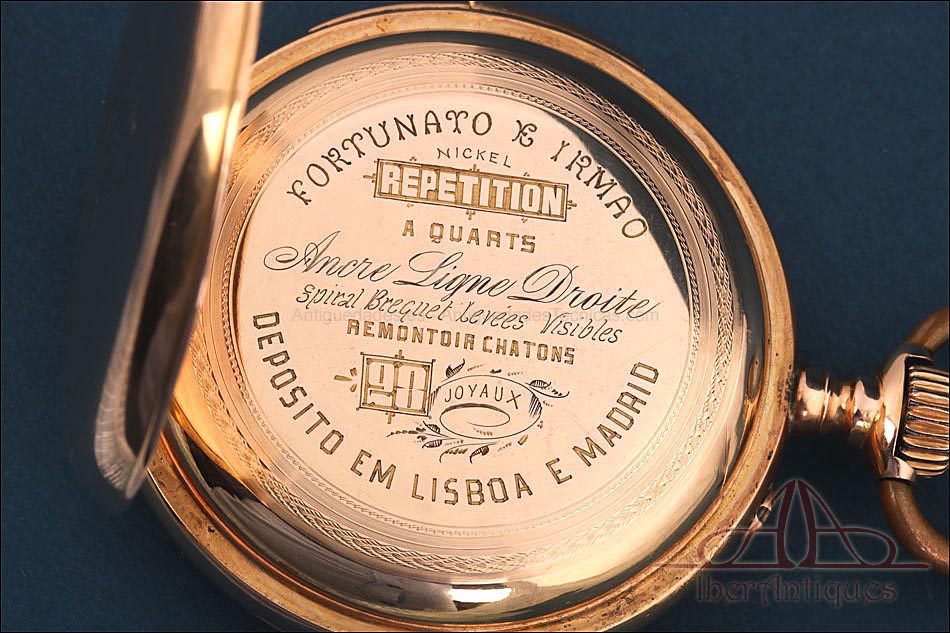 FORTUNATO E IRMAO
NICKEL
REPETITION
A QUARTS
Ancre Ligne Droite
Spiral Breguet Levees Visibles
REMONTOIR CHATONS
20 JOYAUX
DEPOSITO EM LISBOA E MADRID
IberAntiques